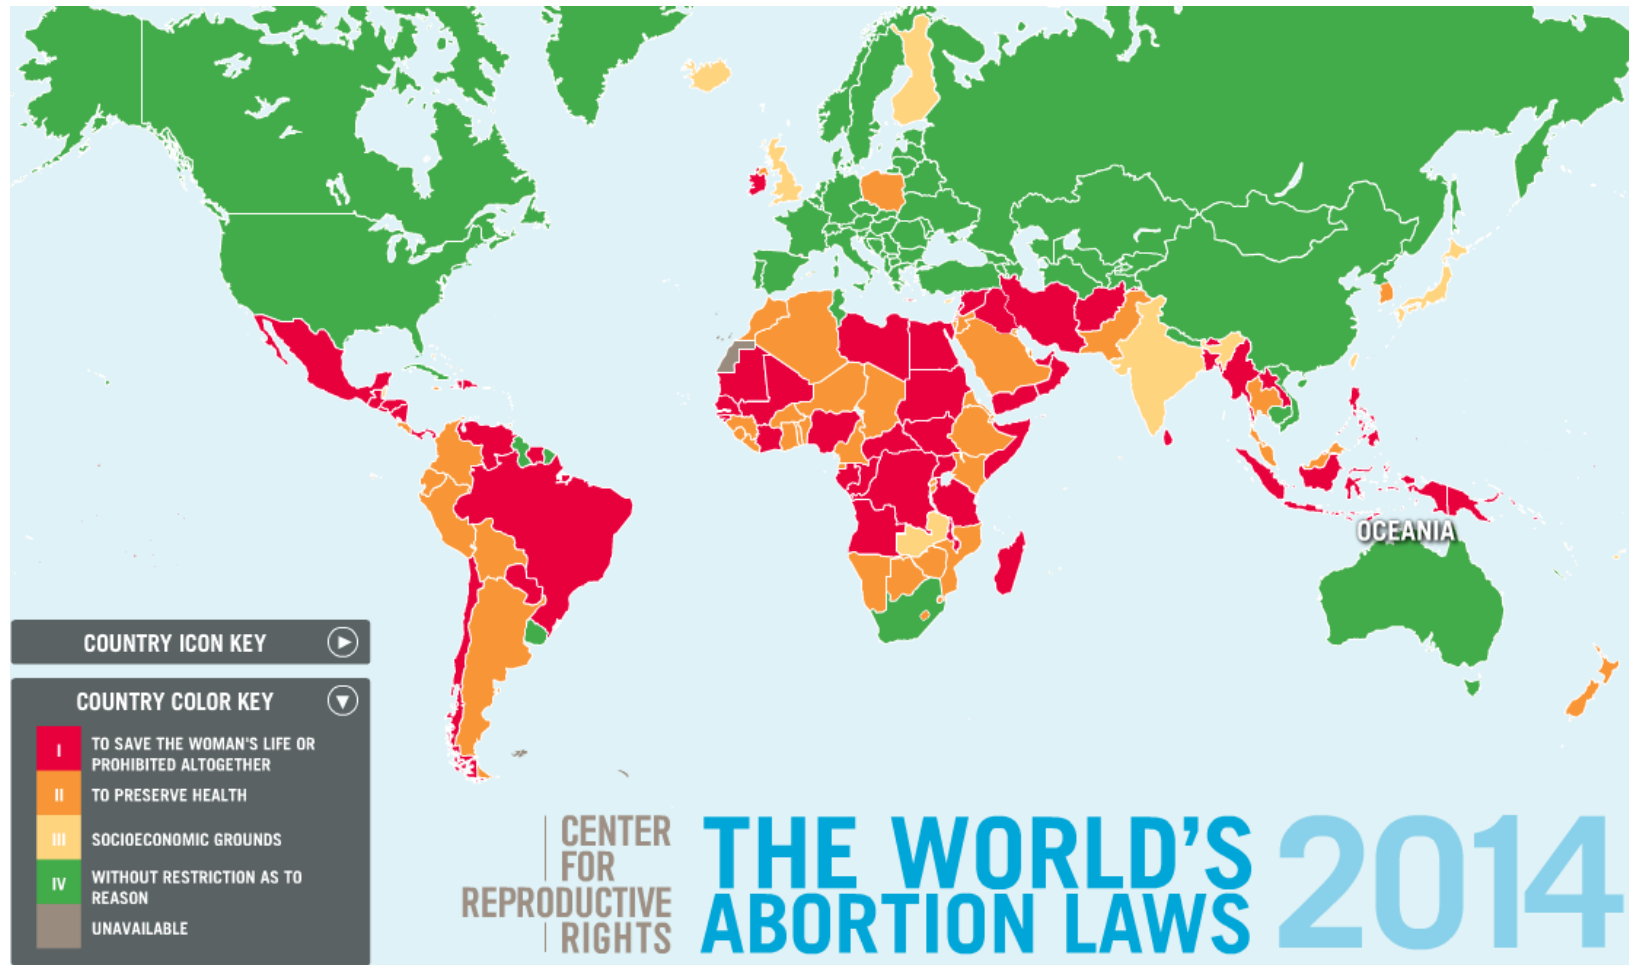 OCEANIA
COUNTRY ICON KEY
COUNTRY COLOR KEY
I
TO SAVE THE WOMAN'S LIFE OR
PROHIBITED ALTOGETHER
II
TO PRESERVE HEALTH
III
SOCIOECONOMIC GROUNDS
IV
WITHOUT RESTRICTION AS TO
REASON
UNAVAILABLE
CENTER
FOR
REPRODUCTIVE
RIGHTS
THE WORLD'S
ABORTION LAWS
2014